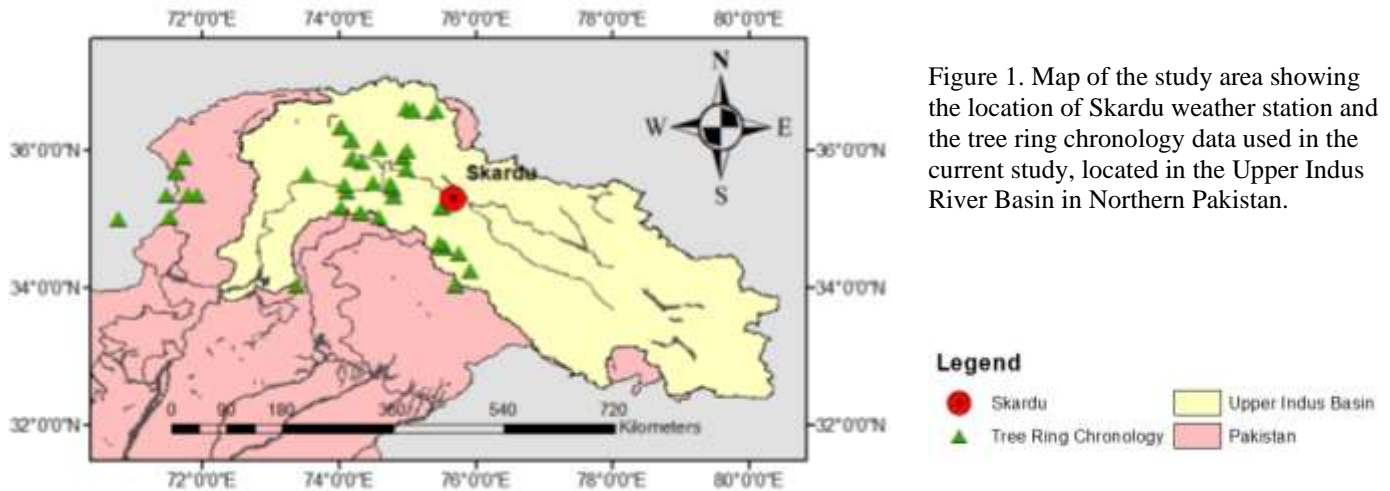 72°0'0"E 74°0'0"E 76°0'0"E 78°0'0"E 80°0'0"E
N
W E
S
36°0'0"N 36°0'0"N
Skardu
34°0'0"N 34°0'0"N
0 90 180 360 540 720
Kilometers
32°0'0"N 32°0'0"N
72°0'0"E 74°0'0"E 76°0'0"E 78°0'0"E 80°0'0"E
Figure 1. Map of the study area showing
the location of Skardu weather station and
the tree ring chronology data used in the
current study, located in the Upper Indus
River Basin in Northern Pakistan.
Legend
Skardu
Upper Indus Basin
Tree Ring Chronology
Pakistan